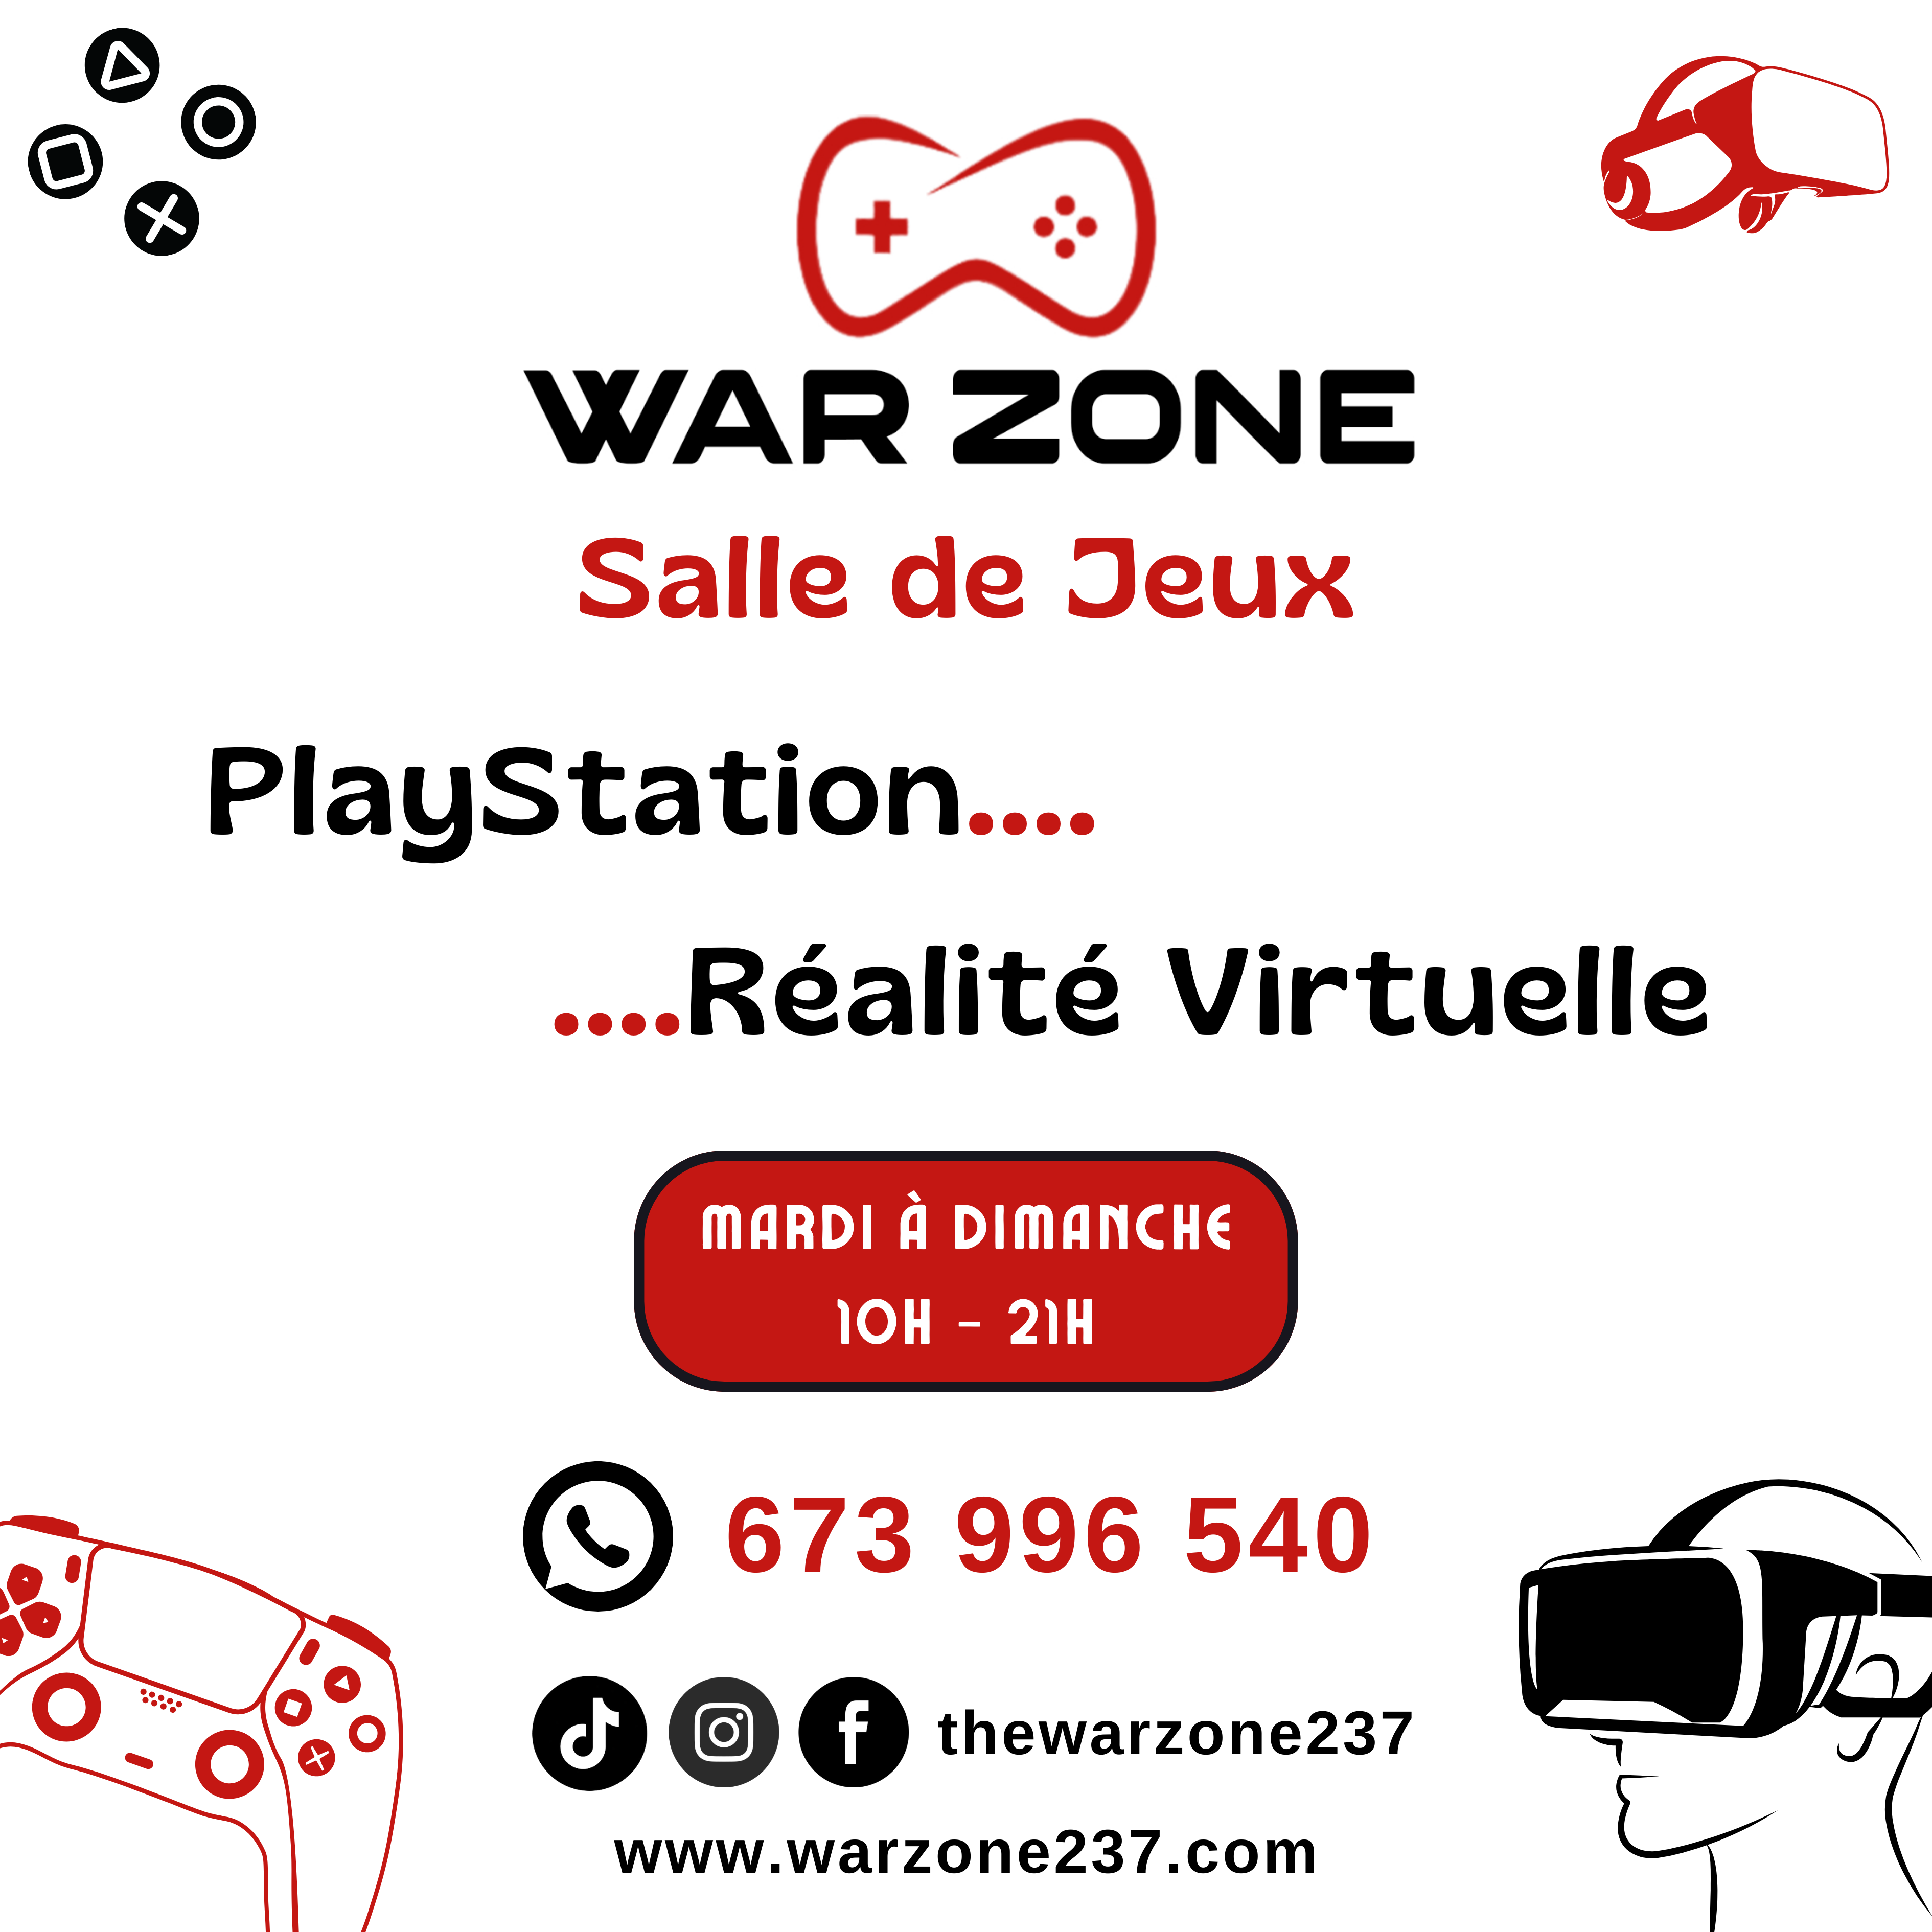 WAR ZONE
Salle de Jeux
PlayStation....
....Réalité Virtuelle
MARDI À DIMANCHE
10H - 21H
673 996 540
thewarzone237
www.warzone237.com